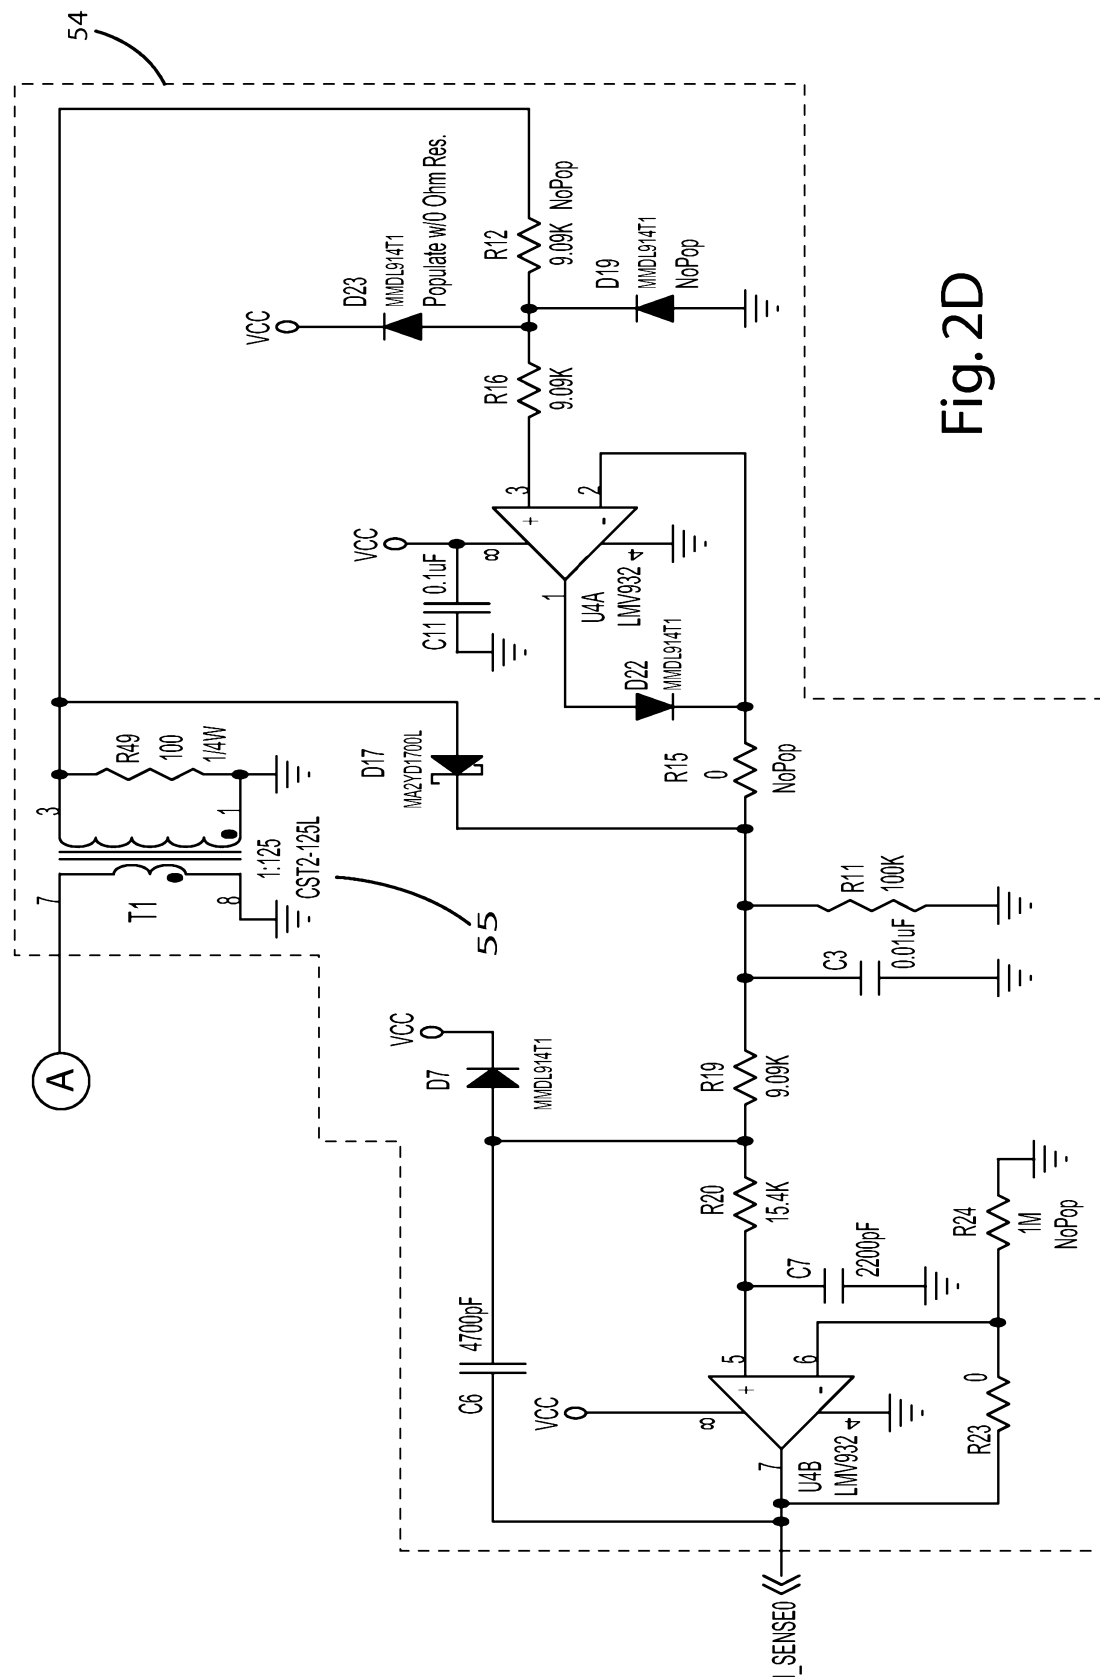 54
A
7
8
T1
3
1
1:125
CST2-125L
55
R49
100
1/4W
D17
MA2YD1700L
VCC
C11
0.1uF
8
3
+
2
-
4
1
U4A
LMV932
D22
MMDL914T1
R16
9.09K
VCC
D23
MMDL914T1
Populate w/0 Ohm Res.
R12
9.09K
NoPop
D19
MMDL914T1
NoPop
R15
0
NoPop
R11
100K
C3
0.01uF
R19
9.09K
VCC
D7
MMDL914T1
R20
15.4K
C7
2200pF
C6
4700pF
VCC
8
5
+
6
-
4
7
U4B
LMV932
R23
0
R24
1M
NoPop
_SENSE0
Fig. 2D